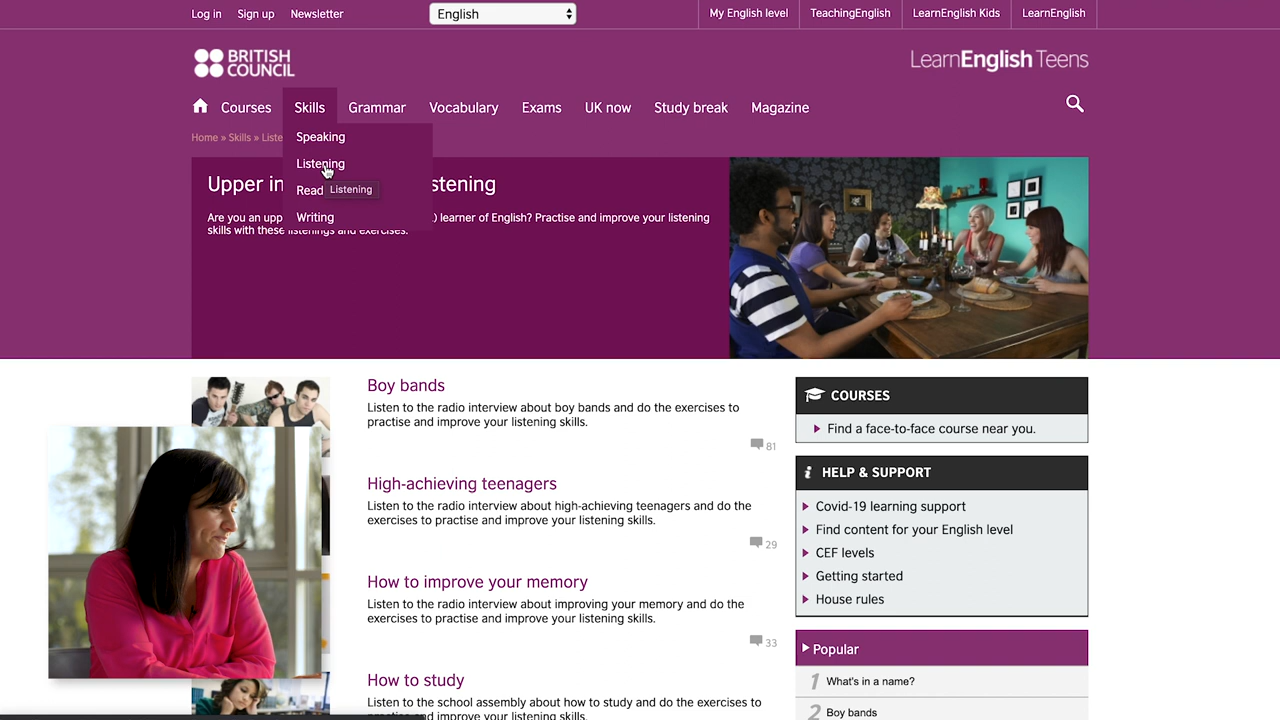 Log in Sign up Newsletter English My English level TeachingEnglish LearnEnglish Kids LearnEnglish
BRITISH
COUNCIL
LearnEnglish Teens
Courses Skills Grammar Vocabulary Exams UK now Study break Magazine
Home » Skills » Liste
Speaking
Listening
Read
Listening
Writing
Upper in stening
Are you an upp ) learner of English? Practise and improve your listening
skills with these listenings and exercises.
Boy bands
Listen to the radio interview about boy bands and do the exercises to
practise and improve your listening skills.
81
High-achieving teenagers
Listen to the radio interview about high-achieving teenagers and do the
exercises to practise and improve your listening skills.
29
How to improve your memory
Listen to the radio interview about improving your memory and do the
exercises to practise and improve your listening skills.
33
How to study
Listen to the school assembly about how to study and do the exercises to
practise and improve your listening skills.
COURSES
Find a face-to-face course near you.
HELP & SUPPORT
Covid-19 learning support
Find content for your English level
CEF levels
Getting started
House rules
Popular
1 What's in a name?
2 Boy bands